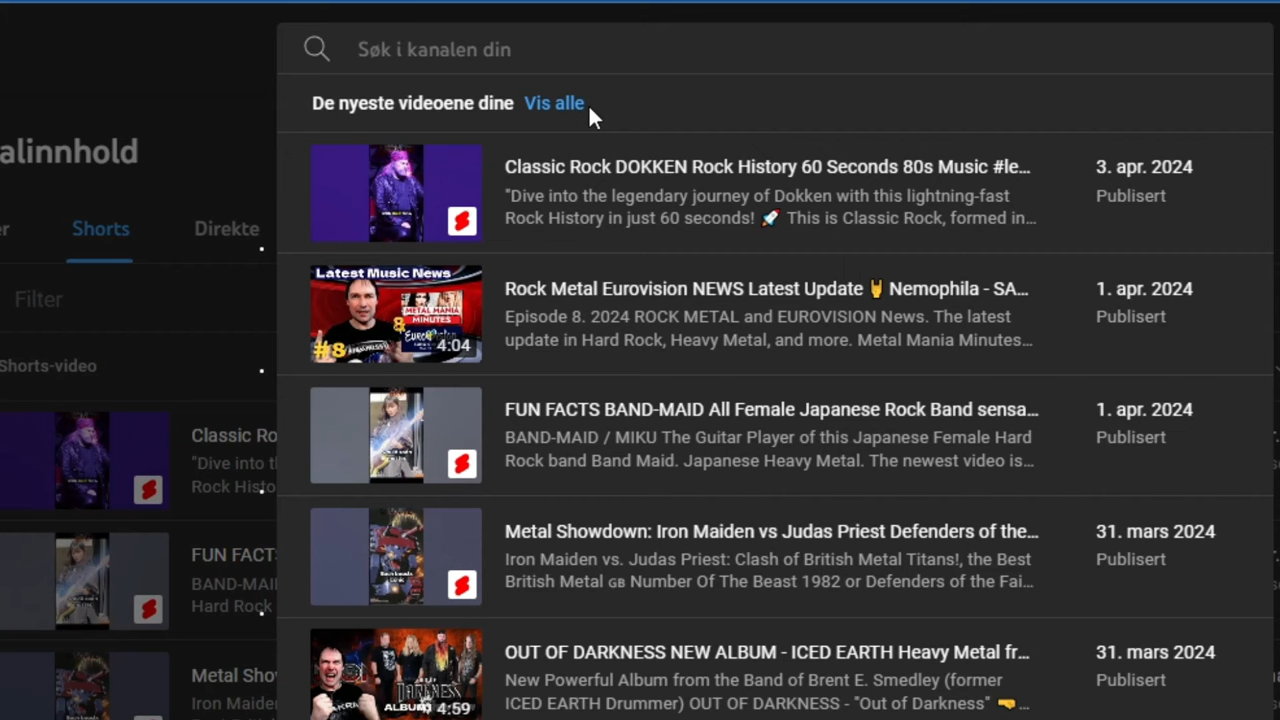 Søk i kanalen din
De nyeste videoene dine Vis alle
alinnhold
er Shorts Direkte
Filter
Shorts-video
Classic Rock DOKKEN Rock History 60 Seconds 80s Music #le... 3. apr. 2024
"Dive into the legendary journey of Dokken with this lightning-fast Publisert
Rock History in just 60 seconds! 🚀 This is Classic Rock, formed in...
Latest Music News
METAL MANIA
MINUTES
&
EUROVISION
#8
4:04
Rock Metal Eurovision NEWS Latest Update 🤘 Nemophila - SA... 1. apr. 2024
Episode 8. 2024 ROCK METAL and EUROVISION News. The latest Publisert
update in Hard Rock, Heavy Metal, and more. Metal Mania Minutes...
FUN FACTS BAND-MAID All Female Japanese Rock Band sensa... 1. apr. 2024
BAND-MAID / MIKU The Guitar Player of this Japanese Female Hard Publisert
Rock band Band Maid. Japanese Heavy Metal. The newest video is...
Metal Showdown: Iron Maiden vs Judas Priest Defenders of the... 31. mars 2024
Iron Maiden vs. Judas Priest: Clash of British Metal Titans!, the Best Publisert
British Metal 🇬🇧 Number Of The Beast 1982 or Defenders of the Fai...
DARKNESS
ALBUM
4:59
OUT OF DARKNESS NEW ALBUM - ICED EARTH Heavy Metal fr... 31. mars 2024
New Powerful Album from the Band of Brent E. Smedley (former Publisert
ICED EARTH Drummer) OUT OF DARKNESS - "Out of Darkness" 🤜...
Classic Ro
"Dive into t
Rock Histo
FUN FACT
BAND-MAI
Hard Rock
Metal Sho
Iron Maiden